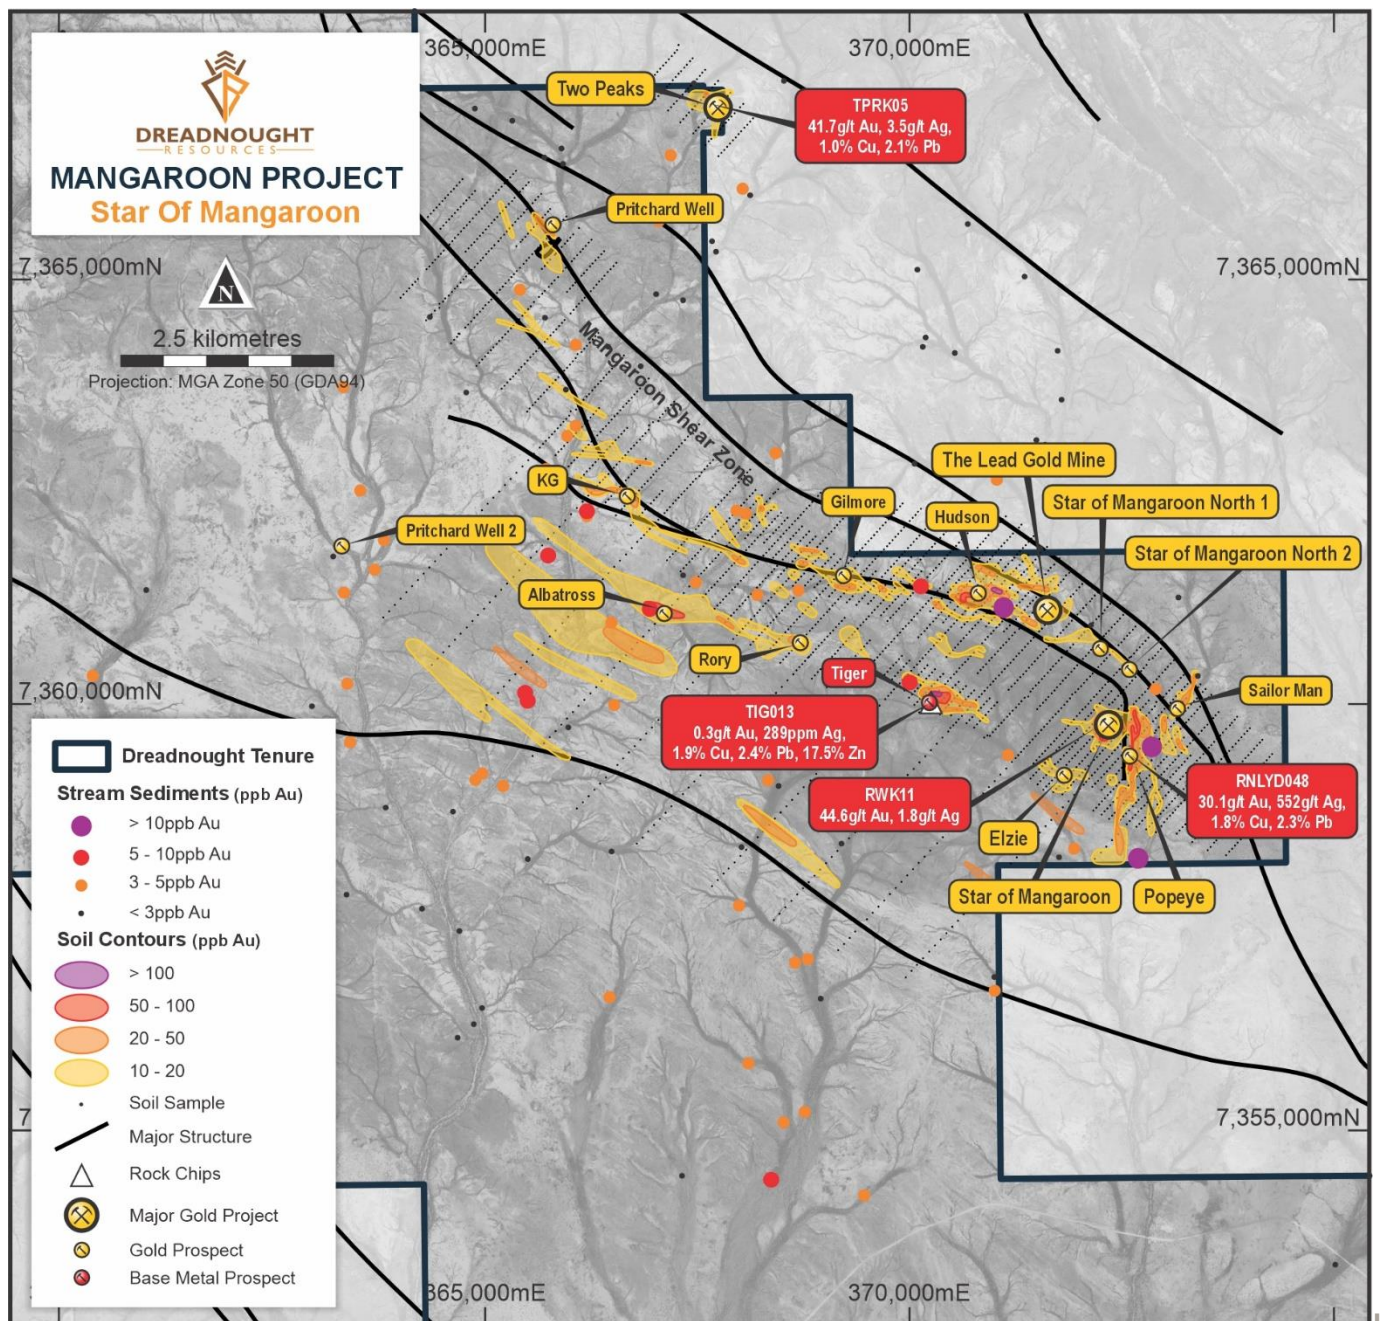 365,000mE
370,000mE
DREADNOUGHT
RESOURCES
MANGAROON PROJECT
Star Of Mangaroon
Two Peaks
TPRK05
41.7g/t Au, 3.5g/t Ag,
1.0% Cu, 2.1% Pb
Pritchard Well
7,365,000mN
7,365,000mN
N
2.5 kilometres
Projection: MGA Zone 50 (GDA94)
Mangaroon Shear Zone
The Lead Gold Mine
KG
Gilmore
Star of Mangaroon North 1
Hudson
Pritchard Well 2
Star of Mangaroon North 2
Albatross
Rory
Tiger
7,360,000mN
Sailor Man
TIG013
0.3g/t Au, 289ppm Ag,
1.9% Cu, 2.4% Pb, 17.5% Zn
RWK11
44.6g/t Au, 1.8g/t Ag
RNLYD048
30.1g/t Au, 552g/t Ag,
1.8% Cu, 2.3% Pb
Elzie
Star of Mangaroon
Popeye
Dreadnought Tenure
Stream Sediments (ppb Au)
> 10ppb Au
5 - 10ppb Au
3 - 5ppb Au
< 3ppb Au
Soil Contours (ppb Au)
> 100
50 - 100
20 - 50
10 - 20
Soil Sample
Major Structure
Rock Chips
Major Gold Project
Gold Prospect
Base Metal Prospect
7,355,000mN
365,000mE
370,000mE